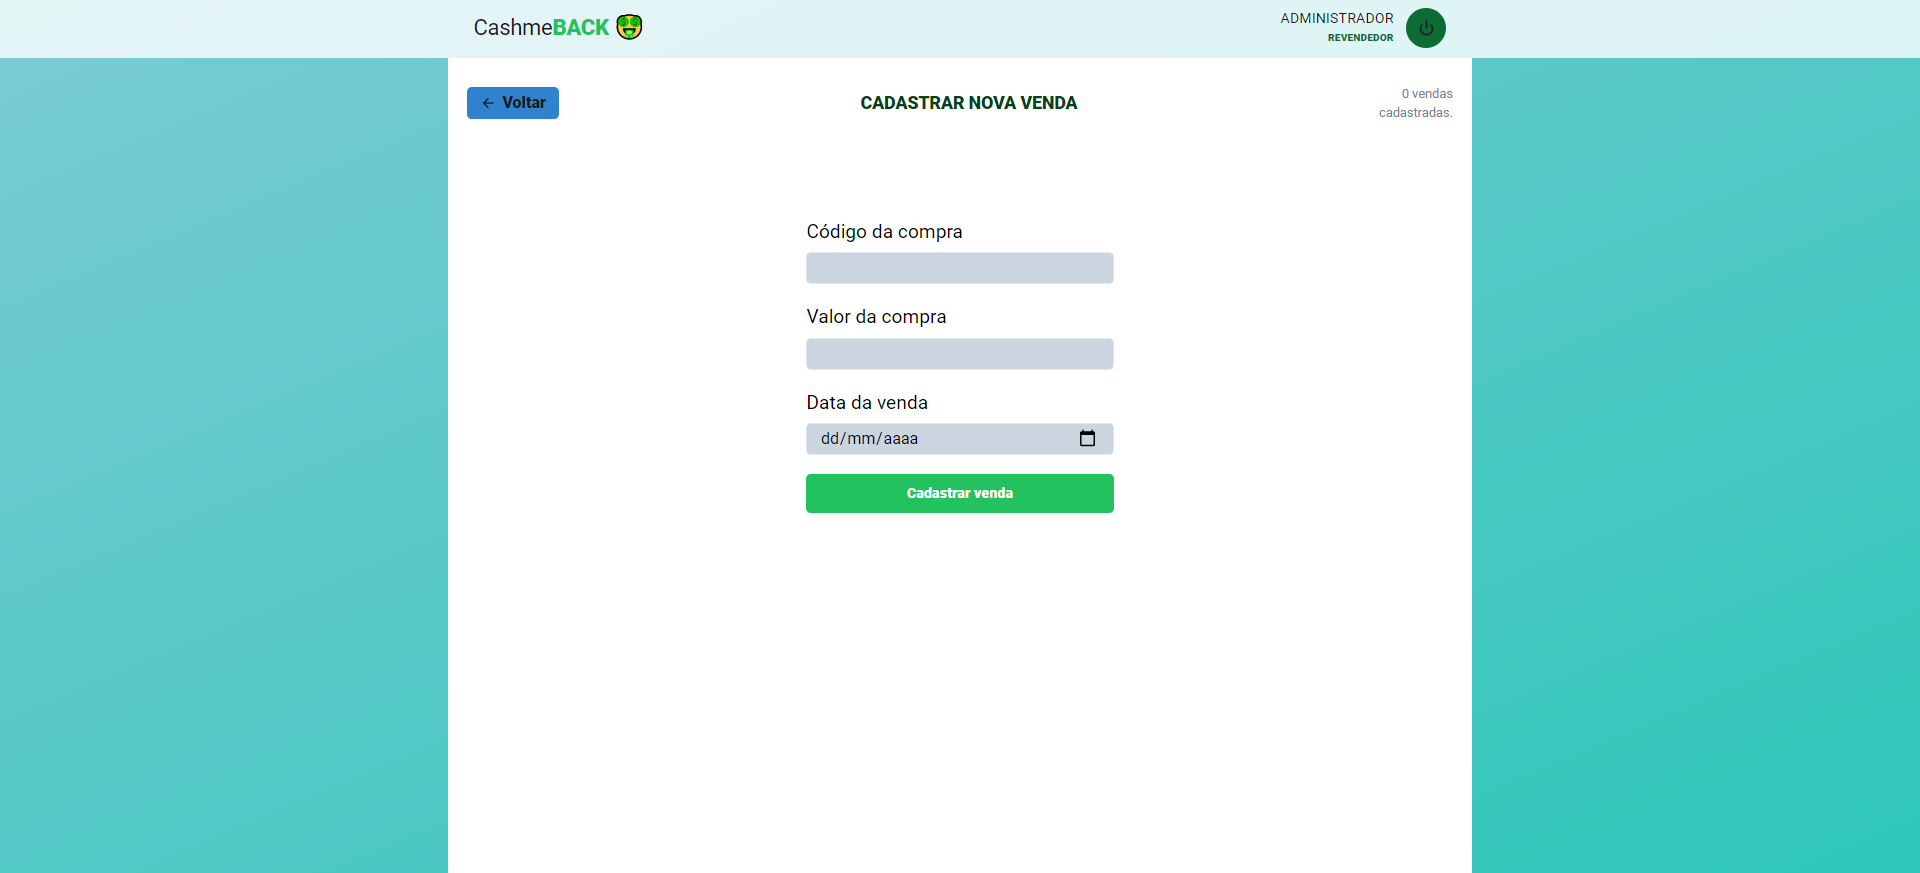 CashmeBACK
ADMINISTRADOR
REVENDEDOR
Voltar
CADASTRAR NOVA VENDA
0 vendas
cadastradas.
Código da compra
Valor da compra
Data da venda
dd/mm/aaaa
Cadastrar venda